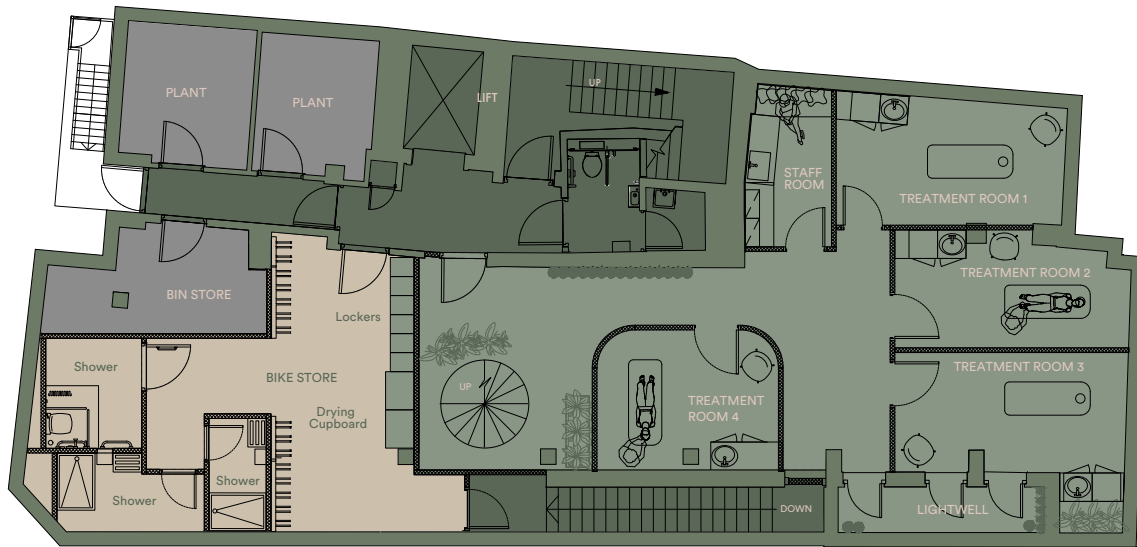 UP
LIFT
PLANT
PLANT
STAFF
ROOM
TREATMENT ROOM 1
TREATMENT ROOM 2
BIN STORE
Lockers
Shower
BIKE STORE
UP
TREATMENT ROOM 3
TREATMENT
ROOM 4
Drying
Cupboard
Shower
Shower
DOWN
LIGHTWELL